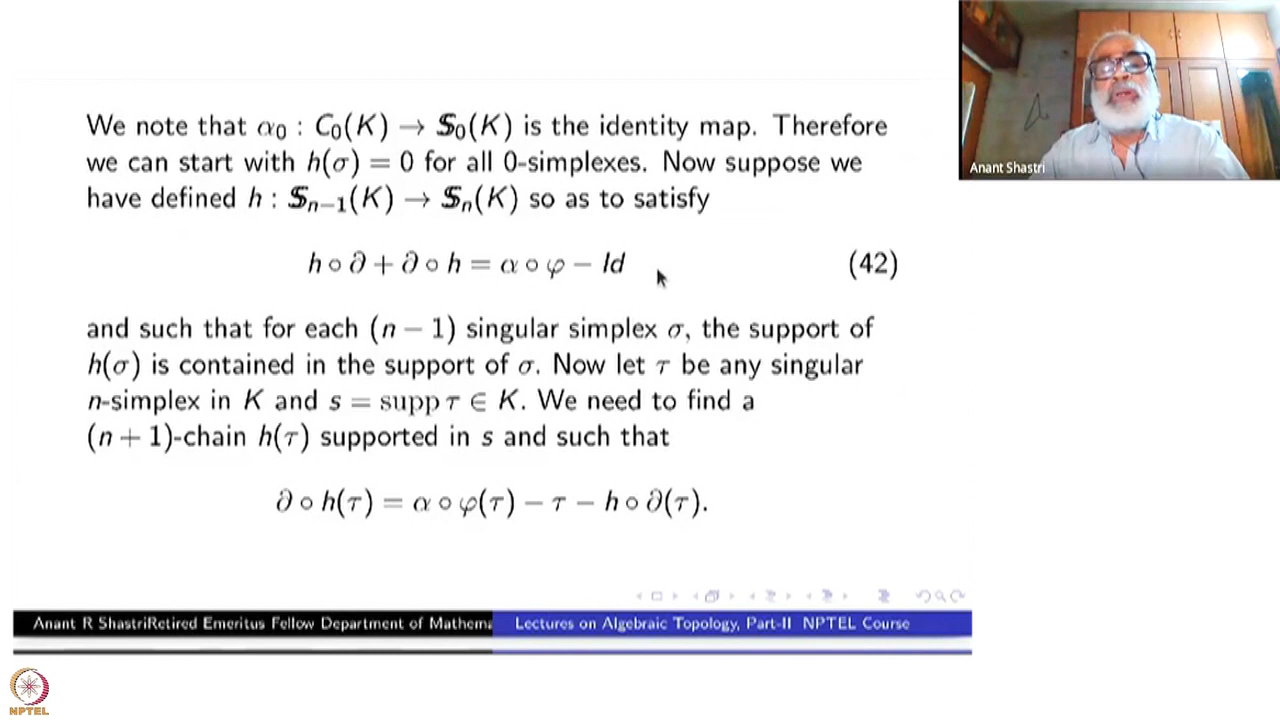 We note that α₀ : C₀(K) → 𝕊₀(K) is the identity map. Therefore
we can start with h(σ) = 0 for all 0-simplexes. Now suppose we
have defined h : 𝕊ₙ₋₁(K) → 𝕊ₙ(K) so as to satisfy
h ∘ ∂ + ∂ ∘ h = α ∘ φ − Id (42)
and such that for each (n − 1) singular simplex σ, the support of
h(σ) is contained in the support of σ. Now let τ be any singular
n-simplex in K and s = supp τ ∈ K. We need to find a
(n + 1)-chain h(τ) supported in s and such that
∂ ∘ h(τ) = α ∘ φ(τ) − τ − h ∘ ∂(τ).
Anant R ShastriRetired Emeritus Fellow Department of Mathema
Lectures on Algebraic Topology, Part-II NPTEL Course
Anant Shastri
NPTEL